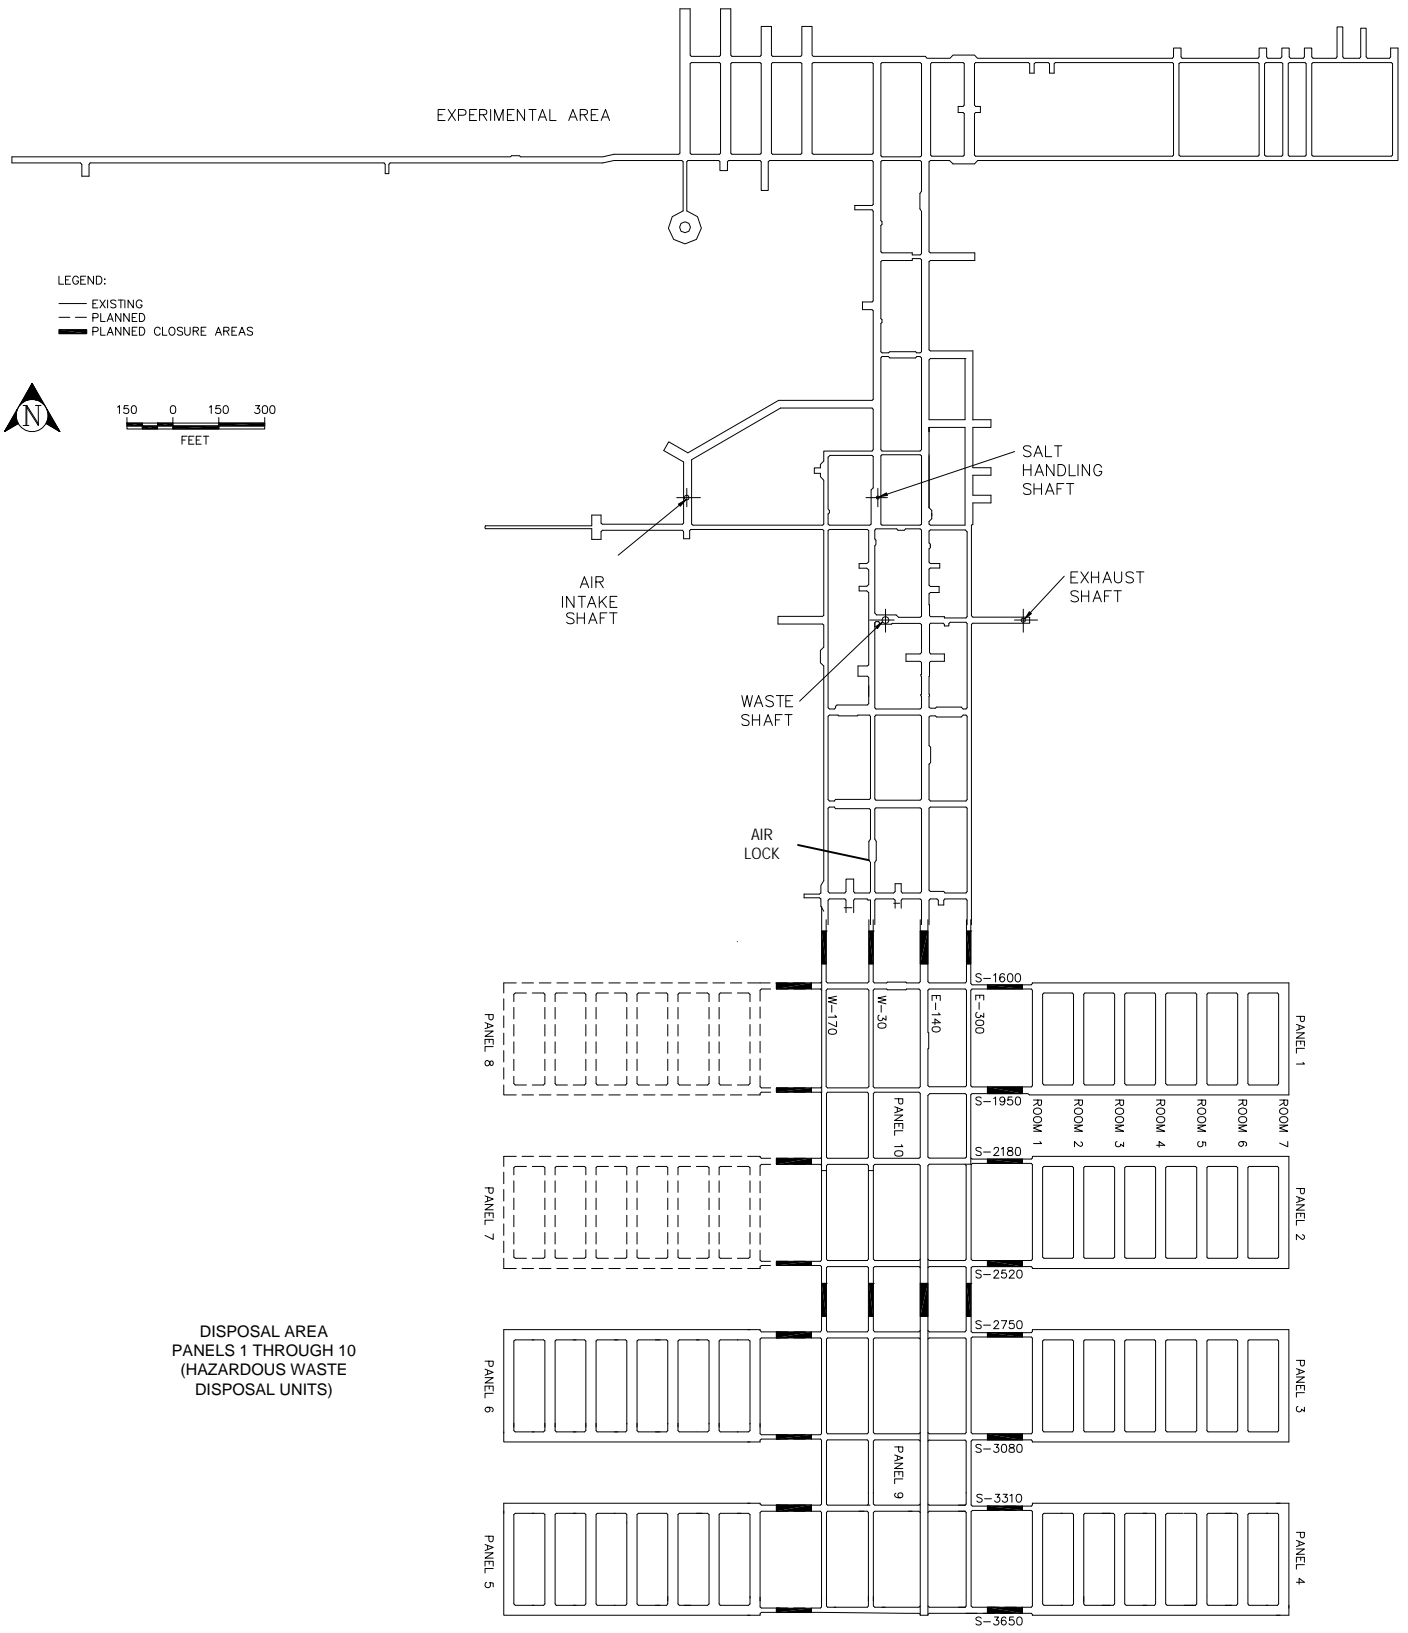 EXPERIMENTAL AREA
LEGEND:
EXISTING
PLANNED
PLANNED CLOSURE AREAS
N
150 0 150 300
FEET
SALT
HANDLING
SHAFT
AIR
INTAKE
SHAFT
EXHAUST
SHAFT
WASTE
SHAFT
AIR
LOCK
S-1600
W-170
W-30
E-140
E-300
PANEL 8
PANEL 1
S-1950
PANEL 10
ROOM 1
ROOM 2
ROOM 3
ROOM 4
ROOM 5
ROOM 6
ROOM 7
S-2180
PANEL 7
PANEL 2
S-2520
DISPOSAL AREA
PANELS 1 THROUGH 10
(HAZARDOUS WASTE
DISPOSAL UNITS)
S-2750
PANEL 6
PANEL 3
S-3080
PANEL 9
S-3310
PANEL 5
PANEL 4
S-3650